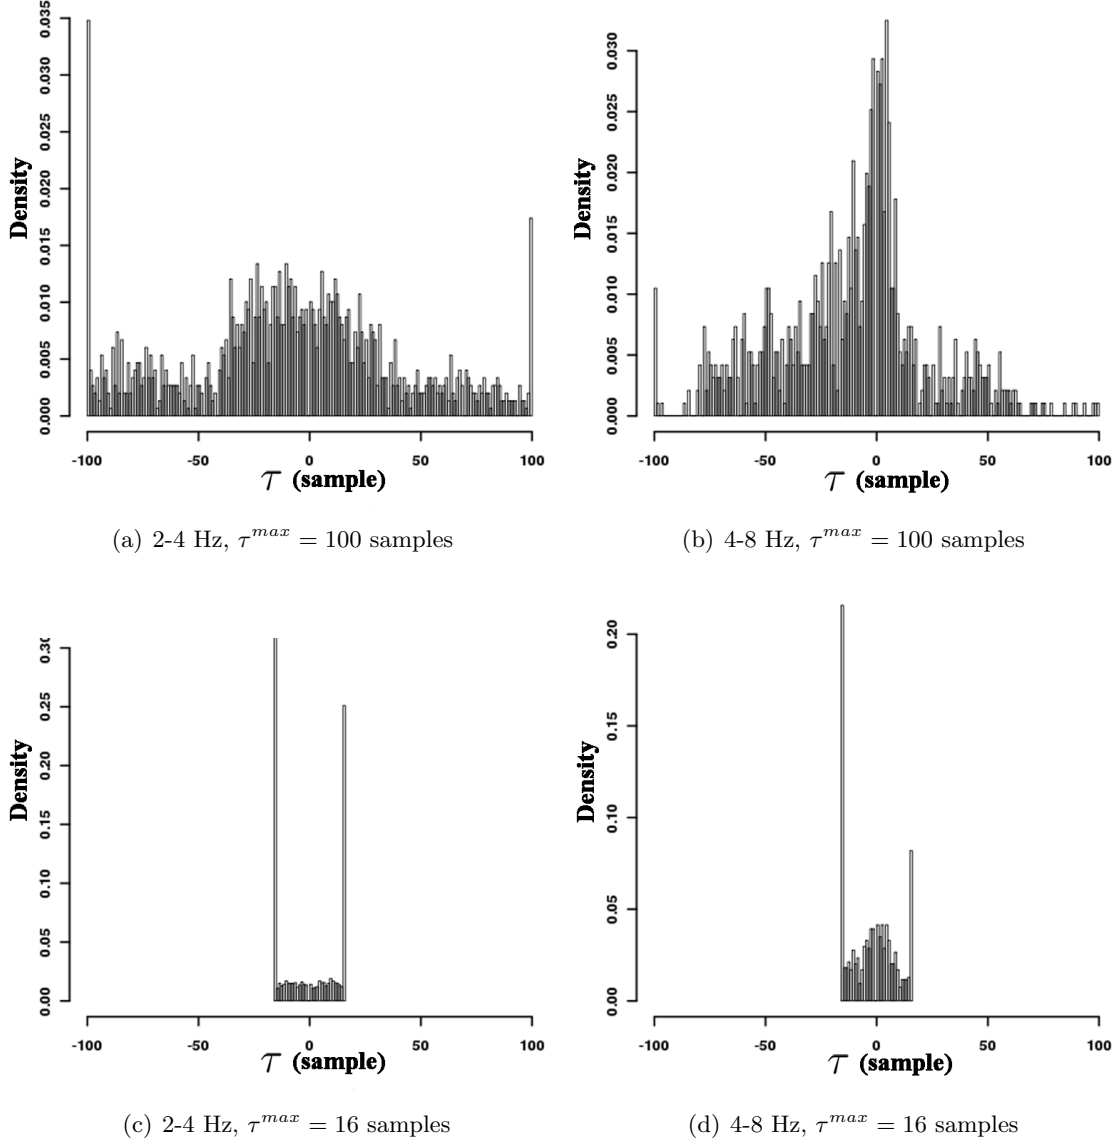 0.000 0.005 0.010 0.015 0.020 0.025 0.030 0.035
Density
-100 -50 0 50 100
τ (sample)
(a) 2-4 Hz, τ^max = 100 samples
0.000 0.005 0.010 0.015 0.020 0.025 0.030
Density
-100 -50 0 50 100
τ (sample)
(b) 4-8 Hz, τ^max = 100 samples
0.00 0.05 0.10 0.15 0.20 0.25
Density
-100 -50 0 50 100
τ (sample)
(c) 2-4 Hz, τ^max = 16 samples
0.00 0.05 0.10 0.15 0.20
Density
-100 -50 0 50 100
τ (sample)
(d) 4-8 Hz, τ^max = 16 samples